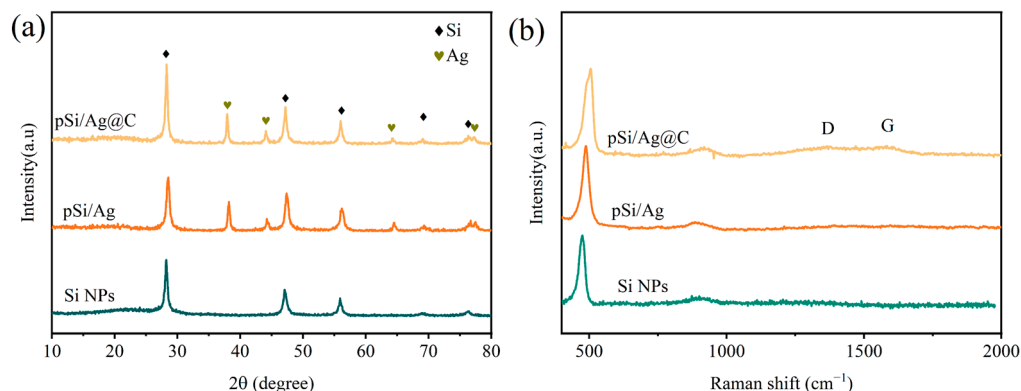 (a)
Si
Ag
pSi/Ag@C
pSi/Ag
Si NPs
Intensity(a.u)
10 20 30 40 50 60 70 80
2θ (degree)
(b)
pSi/Ag@C
D
G
pSi/Ag
Si NPs
Intensity(a.u.)
500 1000 1500 2000
Raman shift (cm⁻¹)